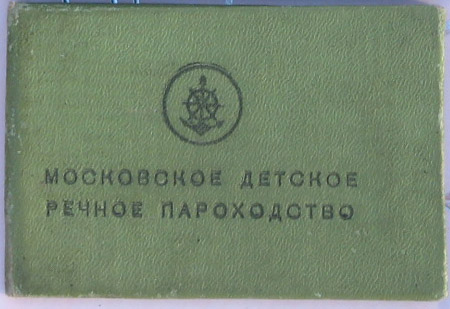 МОСКОВСКОЕ ДЕТСКОЕ
РЕЧНОЕ ПАРОХОДСТВО